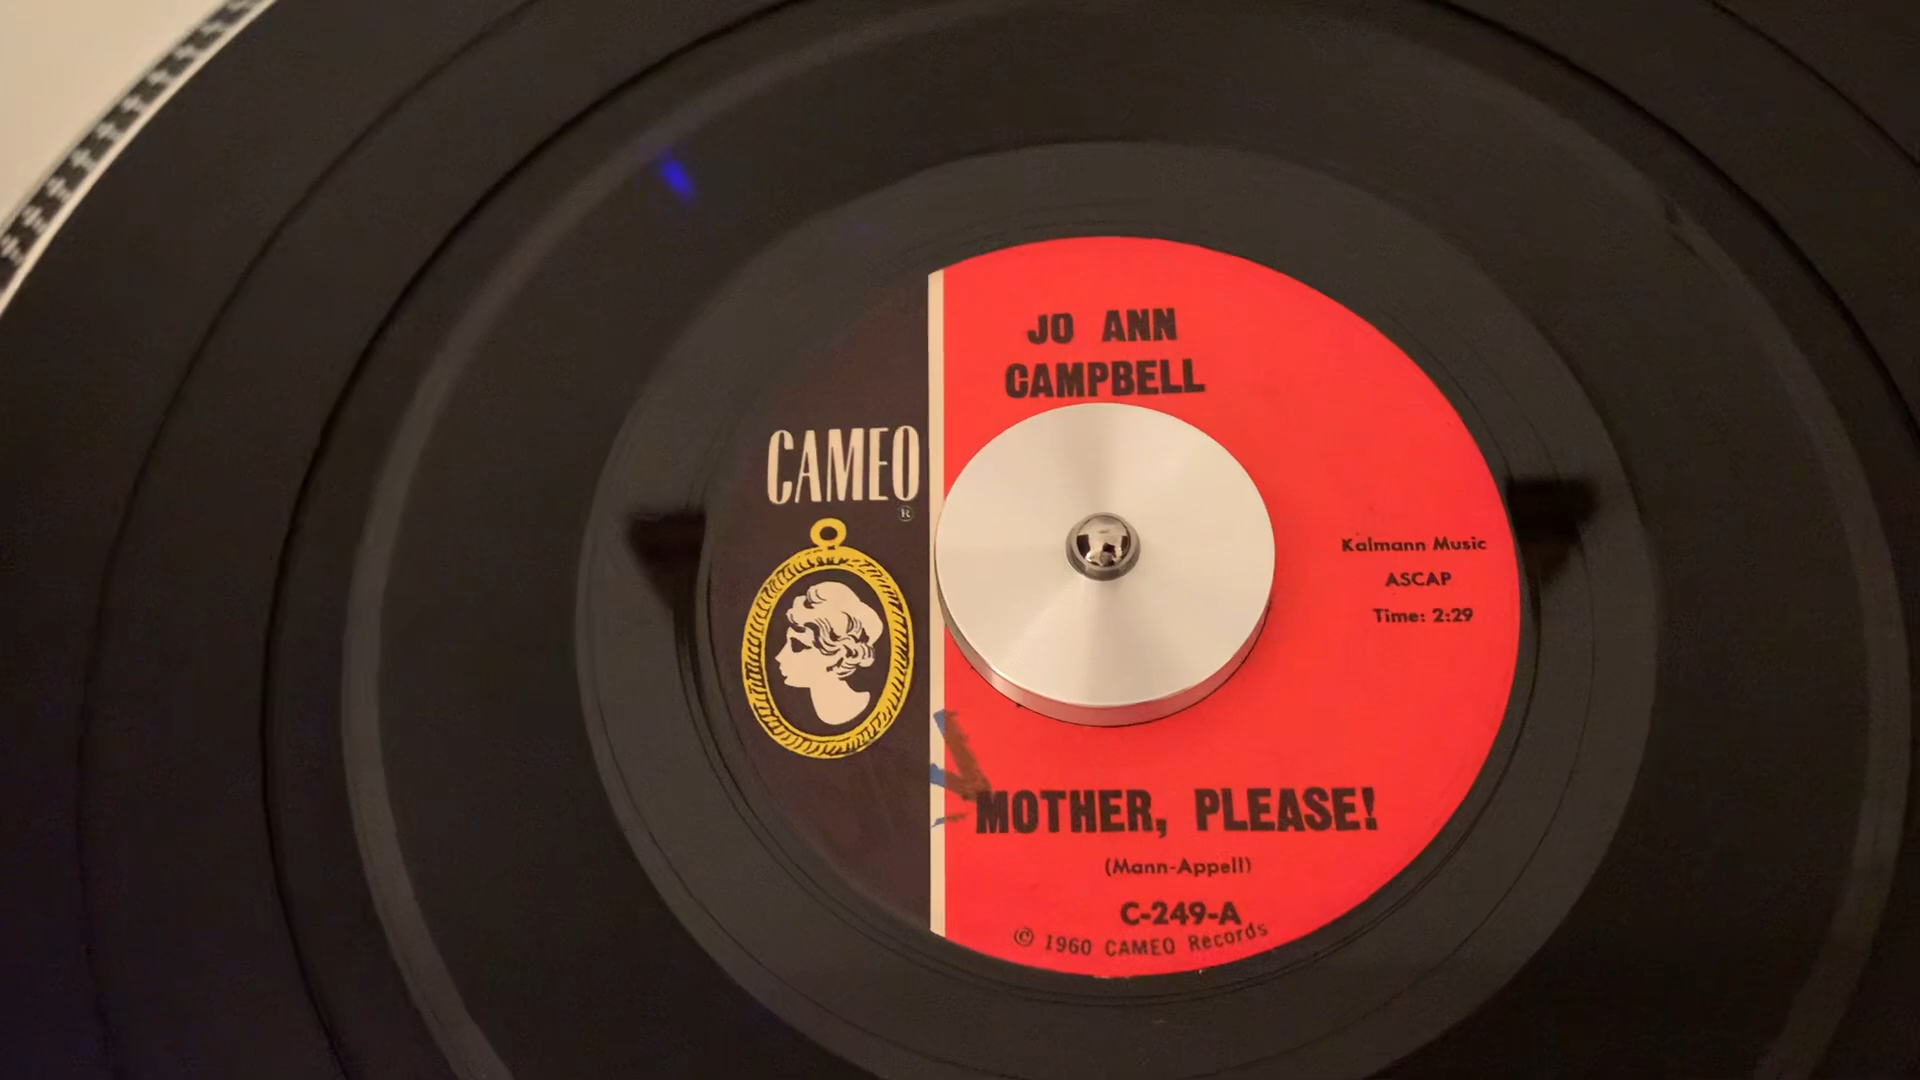 JO ANN
CAMPBELL
CAMEO
®
Kalmann Music
ASCAP
Time: 2:29
MOTHER, PLEASE!
(Mann-Appell)
C-249-A
© 1960 CAMEO Records